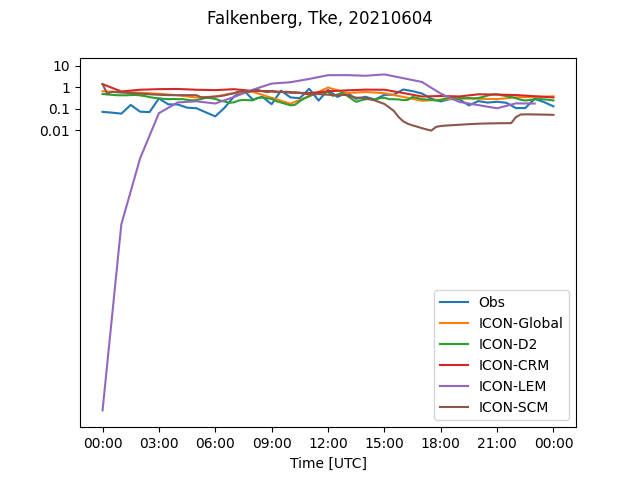 Falkenberg, Tke, 20210604
10
1
0.1
0.01
Obs
ICON-Global
ICON-D2
ICON-CRM
ICON-LEM
ICON-SCM
00:00 03:00 06:00 09:00 12:00 15:00 18:00 21:00 00:00
Time [UTC]